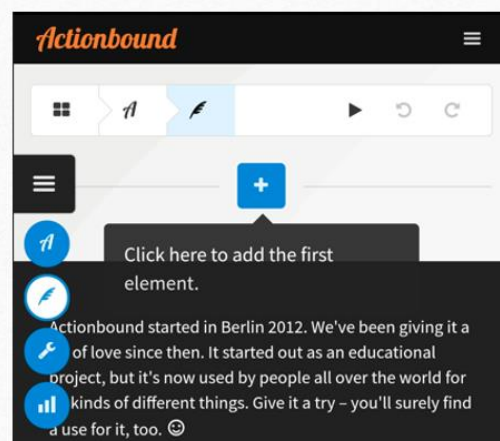 Actionbound
Click here to add the first
element.
Actionbound started in Berlin 2012. We've been giving it a
of love since then. It started out as an educational
project, but it's now used by people all over the world for
kinds of different things. Give it a try – you'll surely find
a use for it, too. ☺